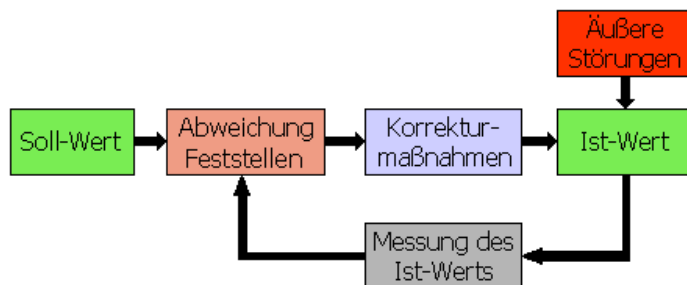 Äußere
Störungen
Soll-Wert
Abweichung
Feststellen
Korrektur-
maßnahmen
Ist-Wert
Messung des
Ist-Werts